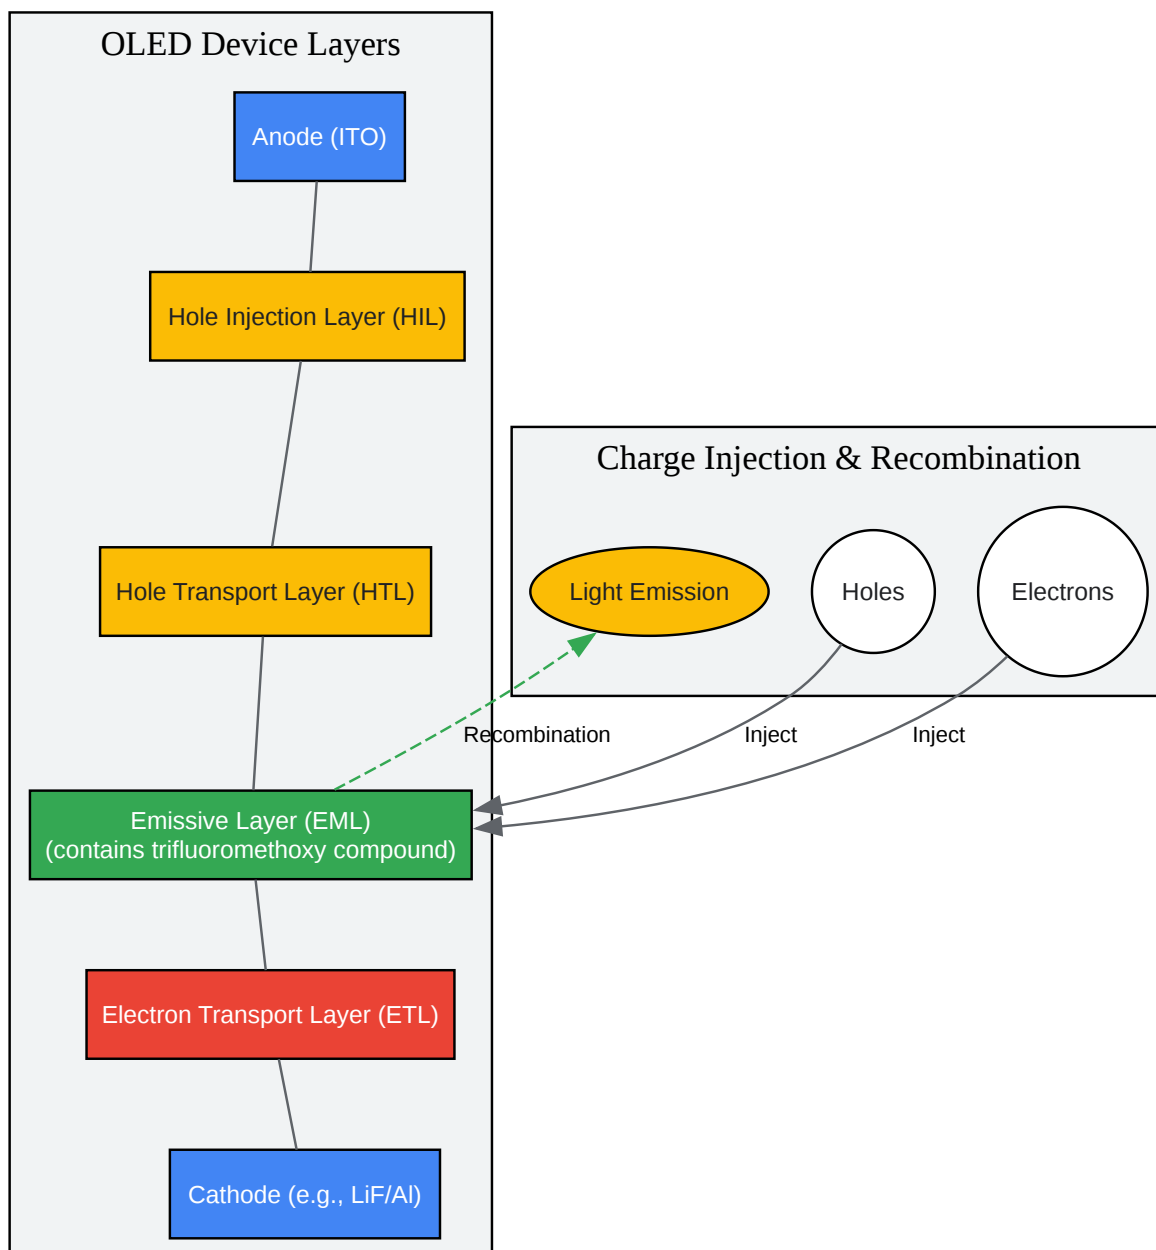 OLED Device Layers
Anode (ITO)
Hole Injection Layer (HIL)
Hole Transport Layer (HTL)
Emissive Layer (EML)
(contains trifluoromethoxy compound)
Electron Transport Layer (ETL)
Cathode (e.g., LiF/Al)
Charge Injection & Recombination
Light Emission
Holes
Electrons
Recombination
Inject
Inject